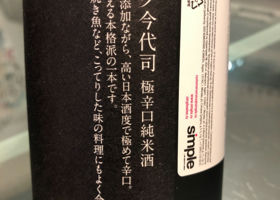 今代司 極辛口純米酒
添加ながら、高い日本酒度で極めて辛口。
える本格派の一本です。
焼き魚など、こってりした味の料理にもよく合
simple